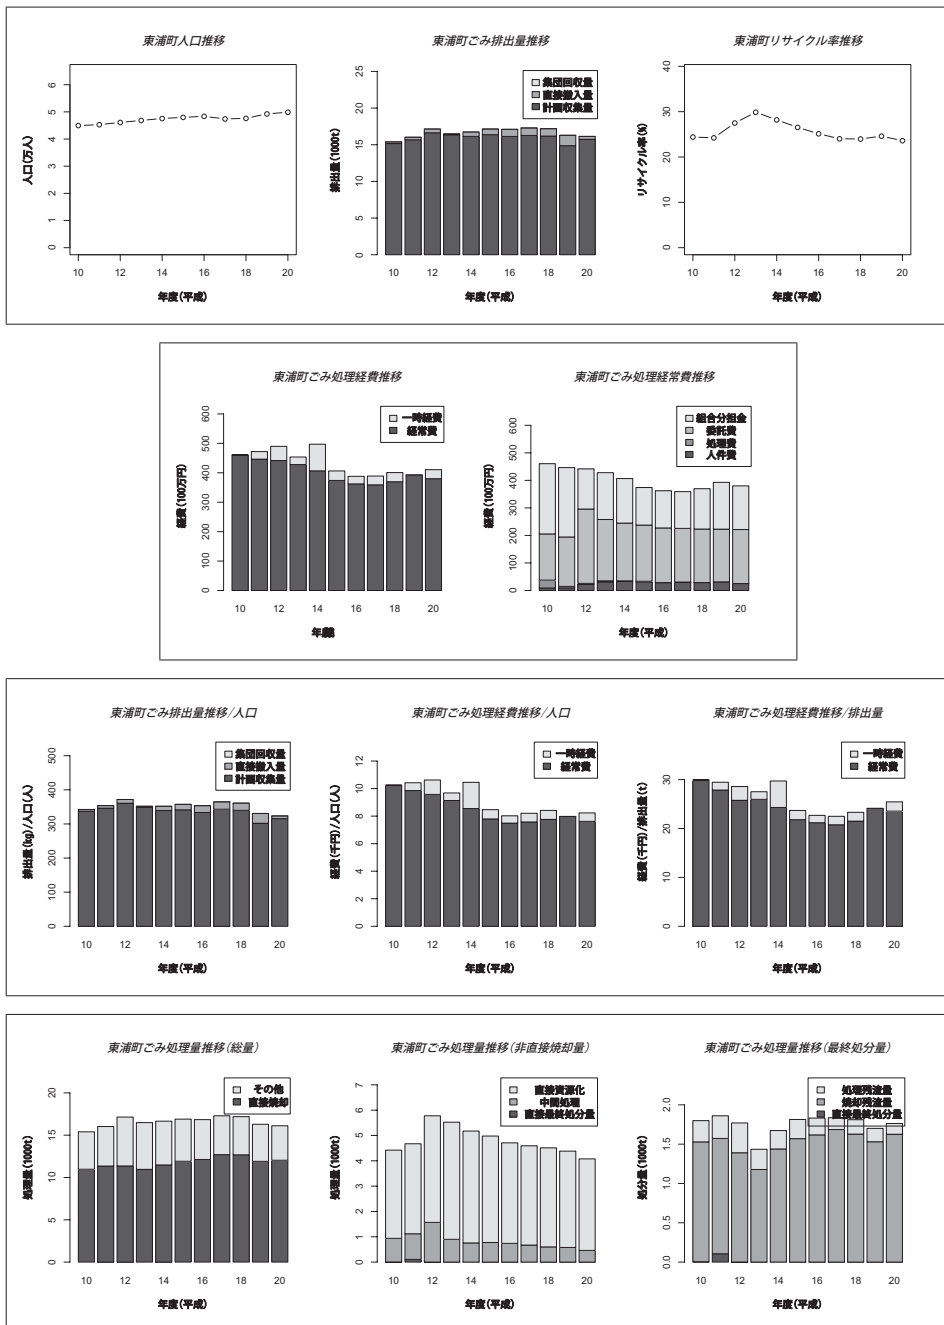 東浦町人口推移
人口(万人)
0 1 2 3 4 5 6
10 12 14 16 18 20
年度(平成)
東浦町ごみ排出量推移
排出量(1000t)
0 5 10 15 20 25
集団回収量
直接搬入量
計画収集量
10 12 14 16 18 20
年度(平成)
東浦町リサイクル率推移
リサイクル率(%)
0 10 20 30 40
10 12 14 16 18 20
年度(平成)
東浦町ごみ処理経費推移
経費(100万円)
0 100 200 300 400 500 600
一時経費
経常費
10 12 14 16 18 20
東浦町ごみ処理経常費推移
経費(100万円)
0 100 200 300 400 500 600
組合分担金
委託費
処理費
人件費
10 12 14 16 18 20
年度(平成)
東浦町ごみ排出量推移/人口
排出量(kg)/人口(人)
0 100 200 300 400 500
集団回収量
直接搬入量
計画収集量
10 12 14 16 18 20
年度(平成)
東浦町ごみ処理経費推移/人口
経費(千円)/人口(人)
0 2 4 6 8 10 12
一時経費
経常費
10 12 14 16 18 20
年度(平成)
東浦町ごみ処理経費推移/排出量
経費(千円)/排出量(t)
0 10 20 30
一時経費
経常費
10 12 14 16 18 20
年度(平成)
東浦町ごみ処理量推移(総量)
処理量(1000t)
0 5 10 15 20
その他
直接焼却
10 12 14 16 18 20
年度(平成)
東浦町ごみ処理量推移(非直接焼却量)
処理量(1000t)
0 1 2 3 4 5 6 7
直接資源化
中間処理
直接最終処分量
10 12 14 16 18 20
年度(平成)
東浦町ごみ処理量推移(最終処分量)
処分量(1000t)
0.0 0.5 1.0 1.5 2.0
処理残渣量
焼却残渣量
直接最終処分量
10 12 14 16 18 20
年度(平成)